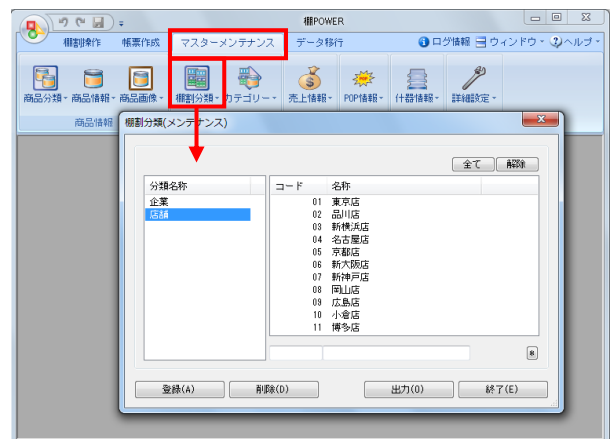 棚POWER
棚割操作 帳票作成 マスターメンテナンス データ移行 ログ情報 ウィンドウ ヘルプ
商品分類 商品情報 商品画像 棚割分類 カテゴリー 売上情報 POP情報 什器情報 詳細設定
商品情報
棚割分類(メンテナンス)
全て 解除
分類名称 コード 名称
企業
店舗
01 東京店
02 品川店
03 新横浜店
04 名古屋店
05 京都店
06 新大阪店
07 新神戸店
08 岡山店
09 広島店
10 小倉店
11 博多店
*
登録(A) 削除(D) 出力(O) 終了(E)